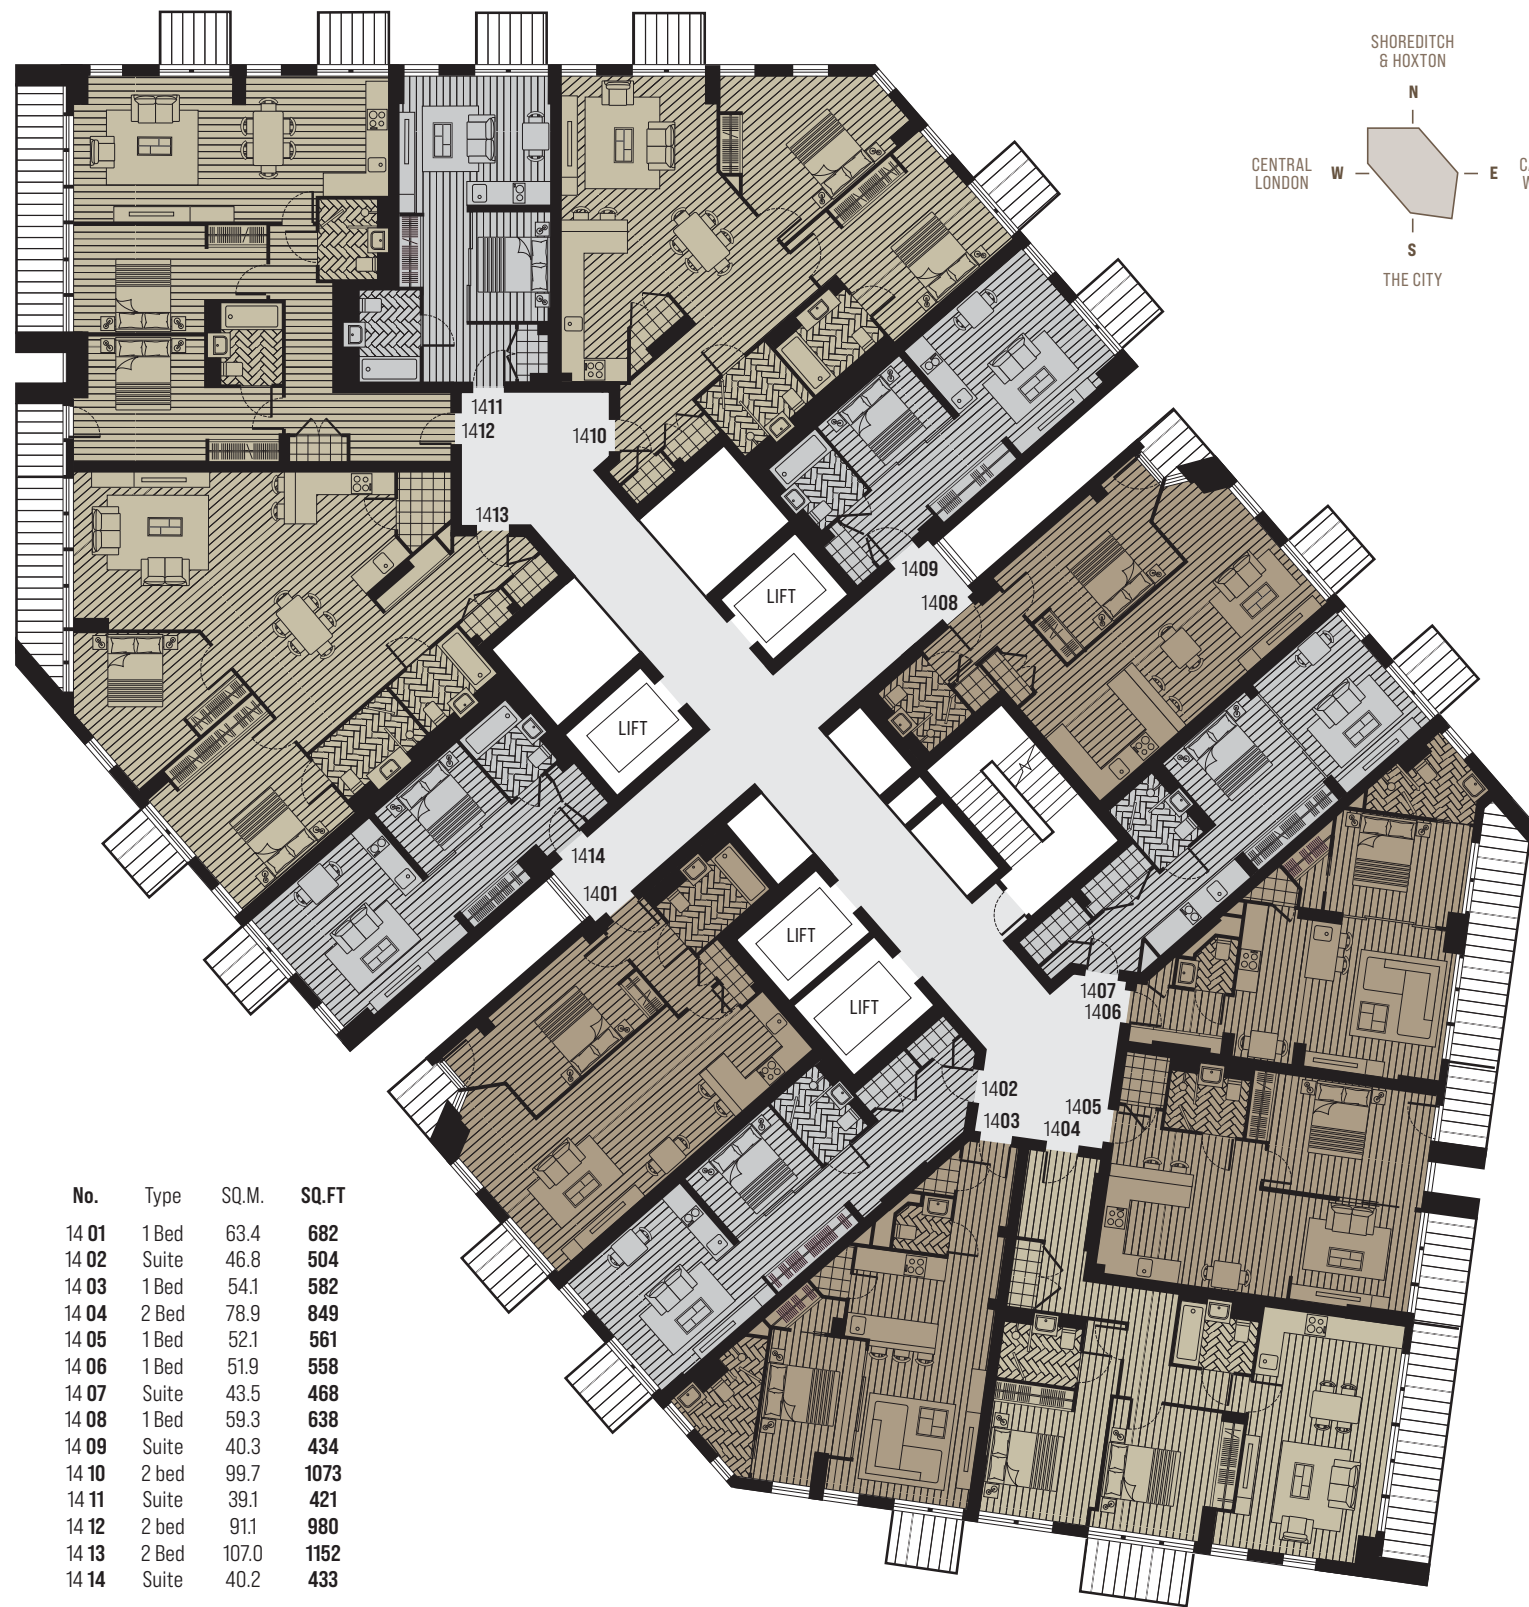 SHOREDITCH
& HOXTON
N
CENTRAL
LONDON
W
E
S
THE CITY
1411
1412
1410
1413
1409
1408
LIFT
LIFT
1414
1401
LIFT
LIFT
1407
1406
1402
1405
1403
1404
No. Type SQ.M. SQ.FT
14 01 1 Bed 63.4 682
14 02 Suite 46.8 504
14 03 1 Bed 54.1 582
14 04 2 Bed 78.9 849
14 05 1 Bed 52.1 561
14 06 1 Bed 51.9 558
14 07 Suite 43.5 468
14 08 1 Bed 59.3 638
14 09 Suite 40.3 434
14 10 2 bed 99.7 1073
14 11 Suite 39.1 421
14 12 2 bed 91.1 980
14 13 2 Bed 107.0 1152
14 14 Suite 40.2 433